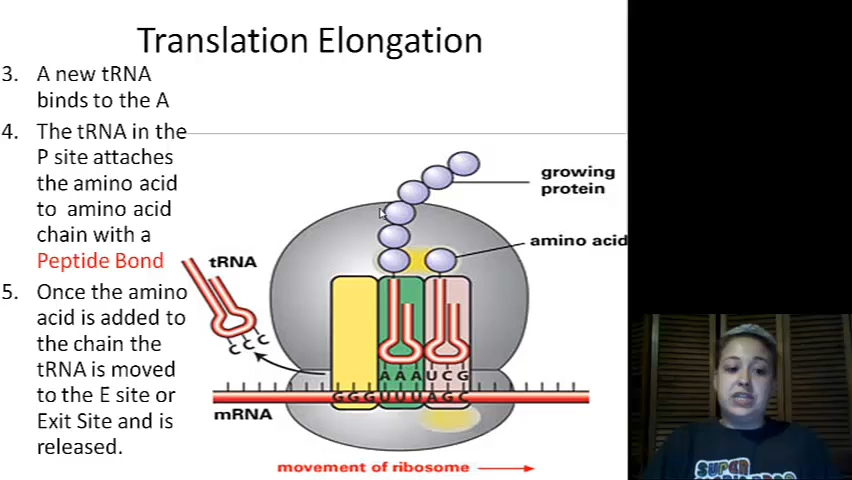 Translation Elongation
3. A new tRNA
binds to the A
4. The tRNA in the
P site attaches
the amino acid
to amino acid
chain with a
Peptide Bond
5. Once the amino
acid is added to
the chain the
tRNA is moved
to the E site or
Exit Site and is
released.
growing
protein
amino acid
tRNA
C C C
A A A U C G
G G G U U U A G C
mRNA
movement of ribosome
SUPER